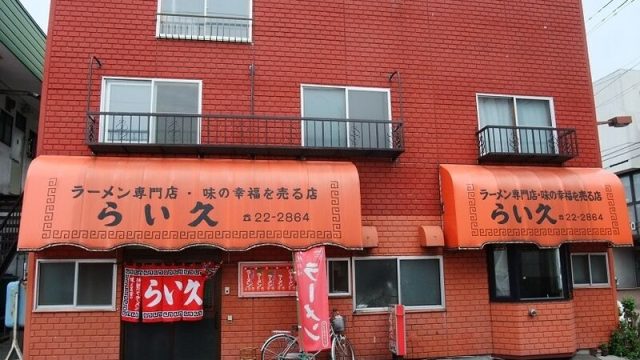 ラーメン専門店・味の幸福を売る店
らい久 ☎22-2864
ラーメン専門店・味の幸福を売る店
らい久 ☎22-2864
らい久
ラーメン